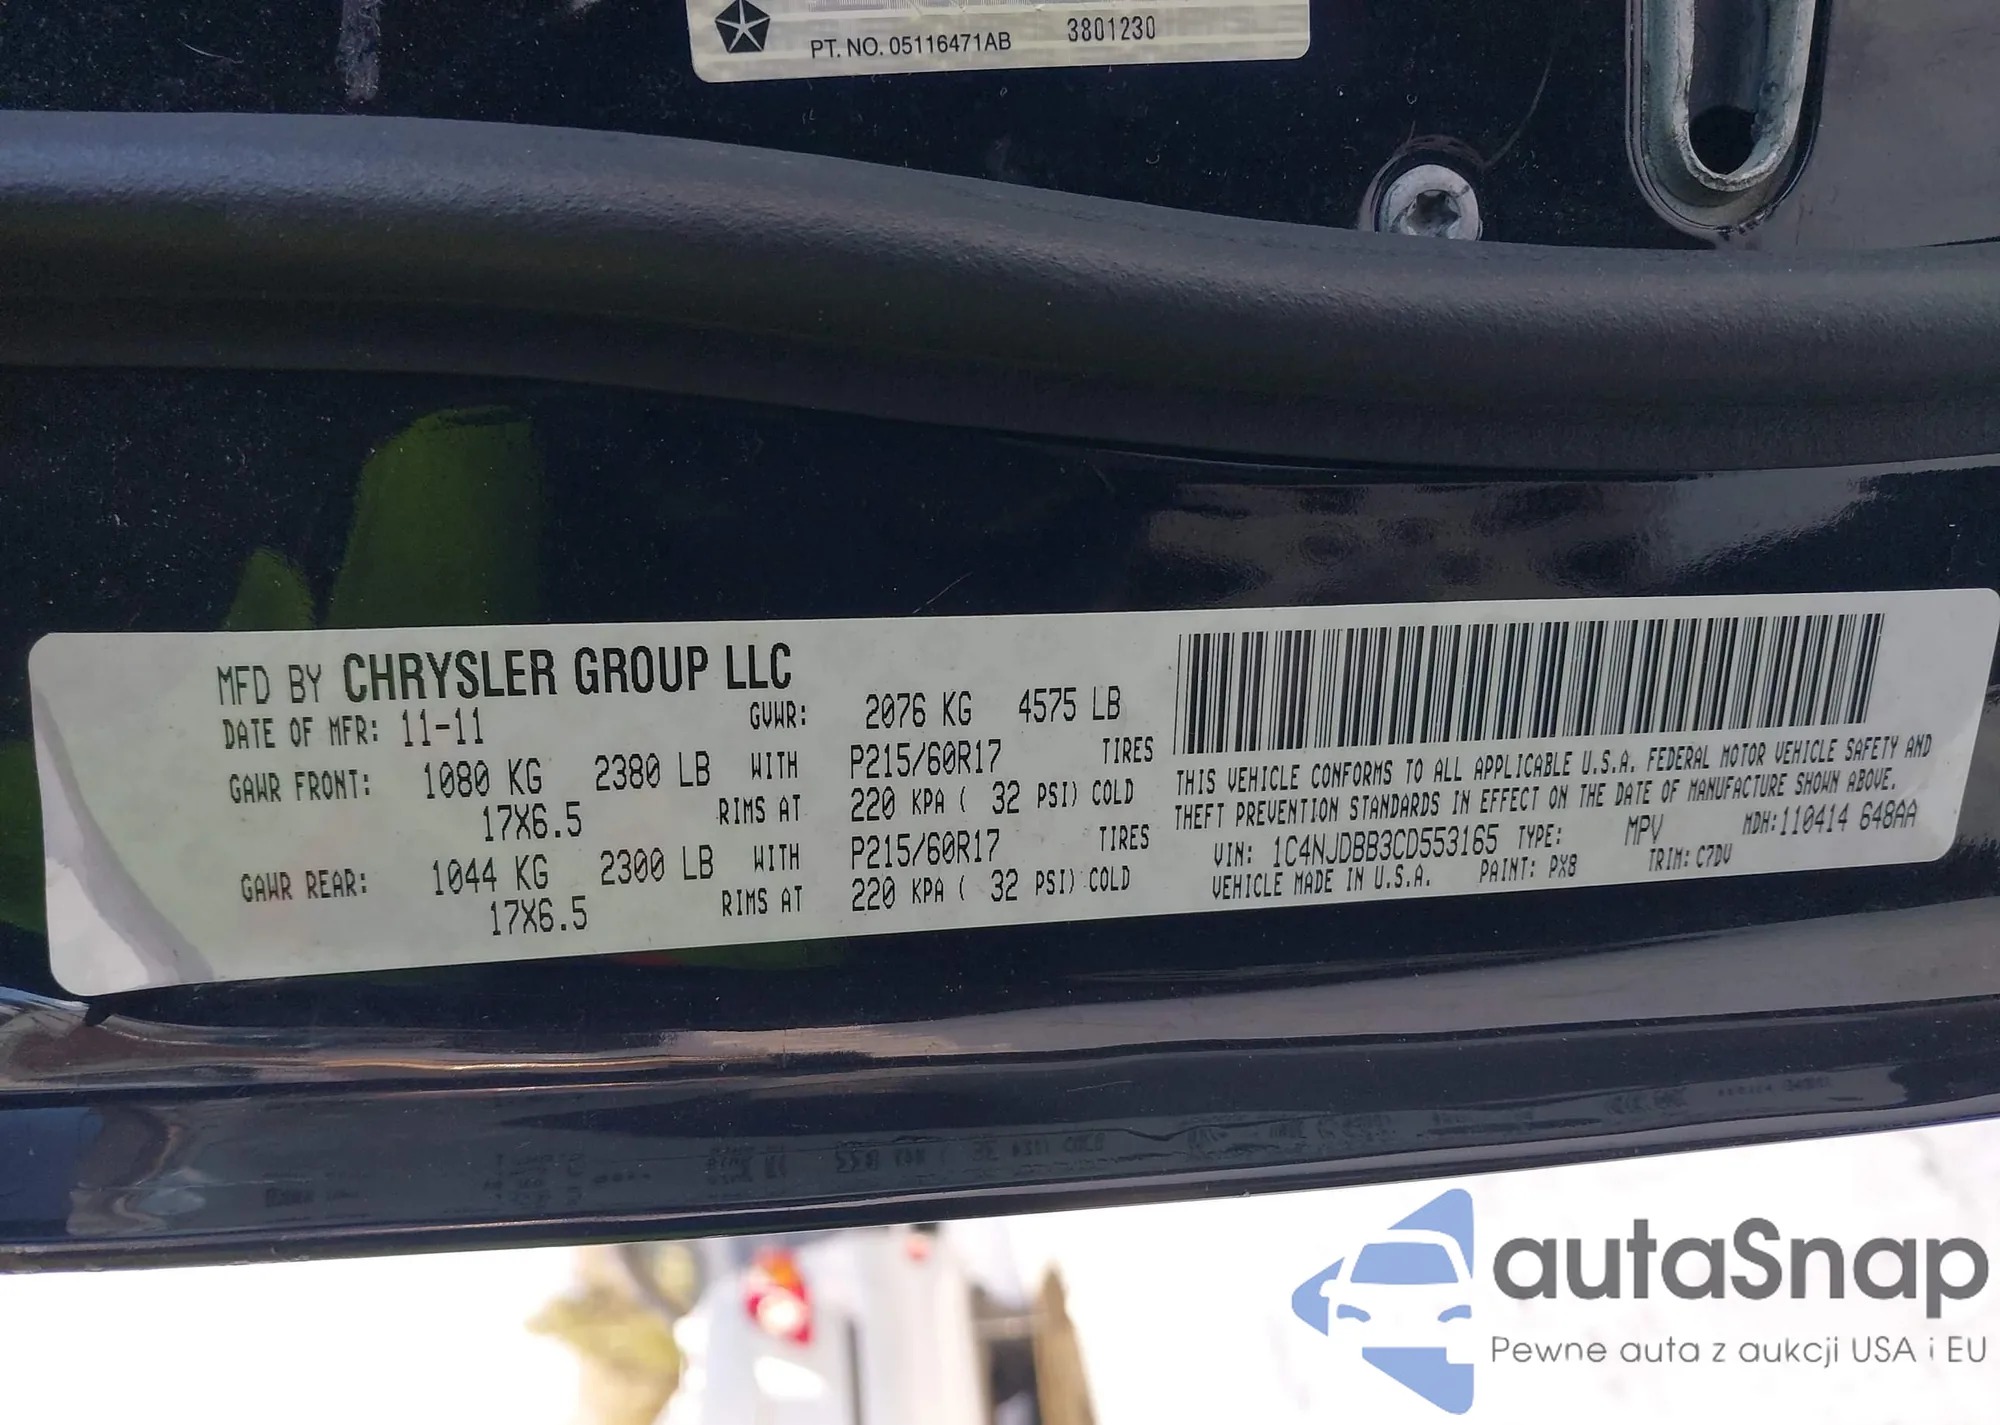 PT. NO. 05116471AB 3801230
MFD BY CHRYSLER GROUP LLC
DATE OF MFR: 11-11 GVWR: 2076 KG 4575 LB
GAWR FRONT: 1080 KG 2380 LB WITH P215/60R17 TIRES
17X6.5 RIMS AT 220 KPA ( 32 PSI) COLD
GAWR REAR: 1044 KG 2300 LB WITH P215/60R17 TIRES
17X6.5 RIMS AT 220 KPA ( 32 PSI) COLD
THIS VEHICLE CONFORMS TO ALL APPLICABLE U.S.A. FEDERAL MOTOR VEHICLE SAFETY AND
THEFT PREVENTION STANDARDS IN EFFECT ON THE DATE OF MANUFACTURE SHOWN ABOVE.
VIN: 1C4NJDBB3CD553165 TYPE: MPV MDH:110414 648AA
VEHICLE MADE IN U.S.A. PAINT: PX8 TRIM: C7DV
autaSnap
Pewne auta z aukcji USA i EU